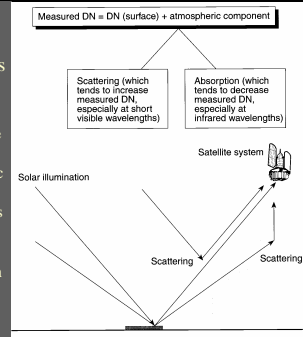 Measured DN = DN (surface) + atmospheric component
Scattering (which
tends to increase
measured DN,
especially at short
visible wavelengths)
Absorption (which
tends to decrease
measured DN,
especially at
infrared wavelengths)
Satellite system
Solar illumination
Scattering
Scattering